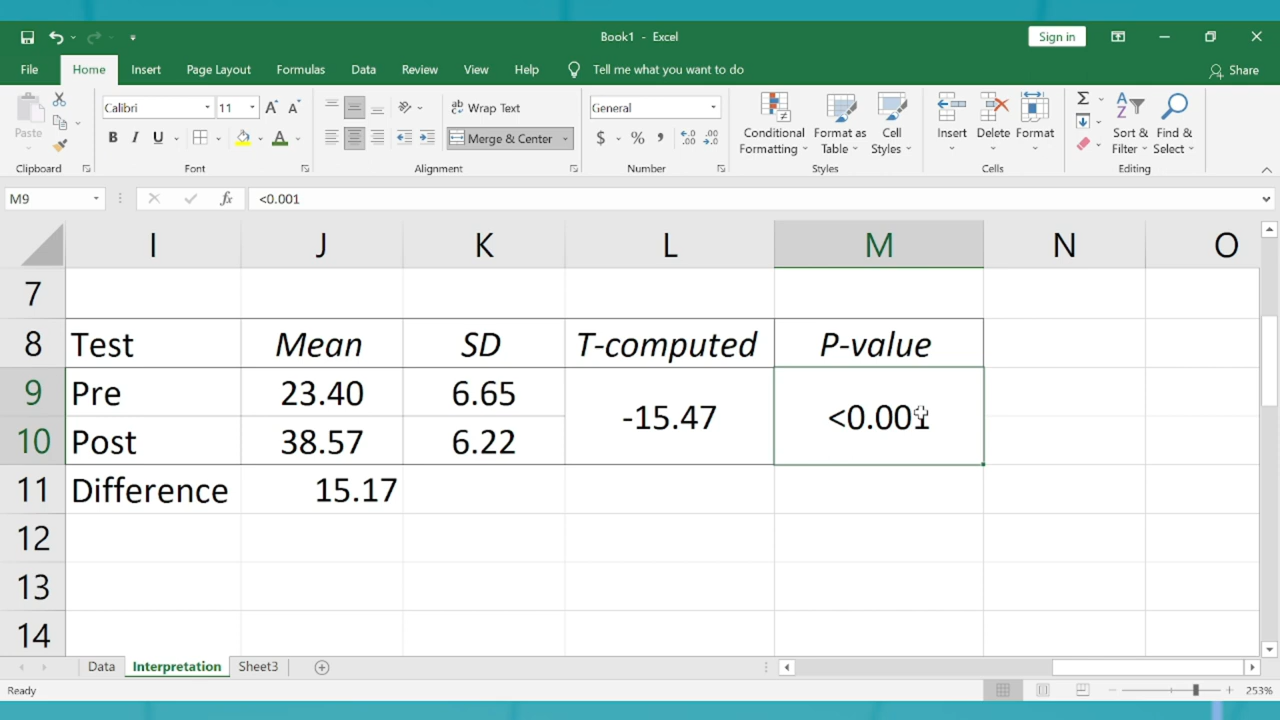 Book1 - Excel
Sign in
File Home Insert Page Layout Formulas Data Review View Help Tell me what you want to do Share
Paste
Clipboard
Calibri 11
B I U
Font
Wrap Text
Merge & Center
Alignment
General
$ % ,
Number
Conditional Formatting
Format as Table
Cell Styles
Styles
Insert Delete Format
Cells
Sort & Filter
Find & Select
Editing
M9 fx <0.001
I J K L M N O
7
8 Test Mean SD T-computed P-value
9 Pre 23.40 6.65 -15.47 <0.001
10 Post 38.57 6.22
11 Difference 15.17
12
13
14
Data Interpretation Sheet3
Ready 253%